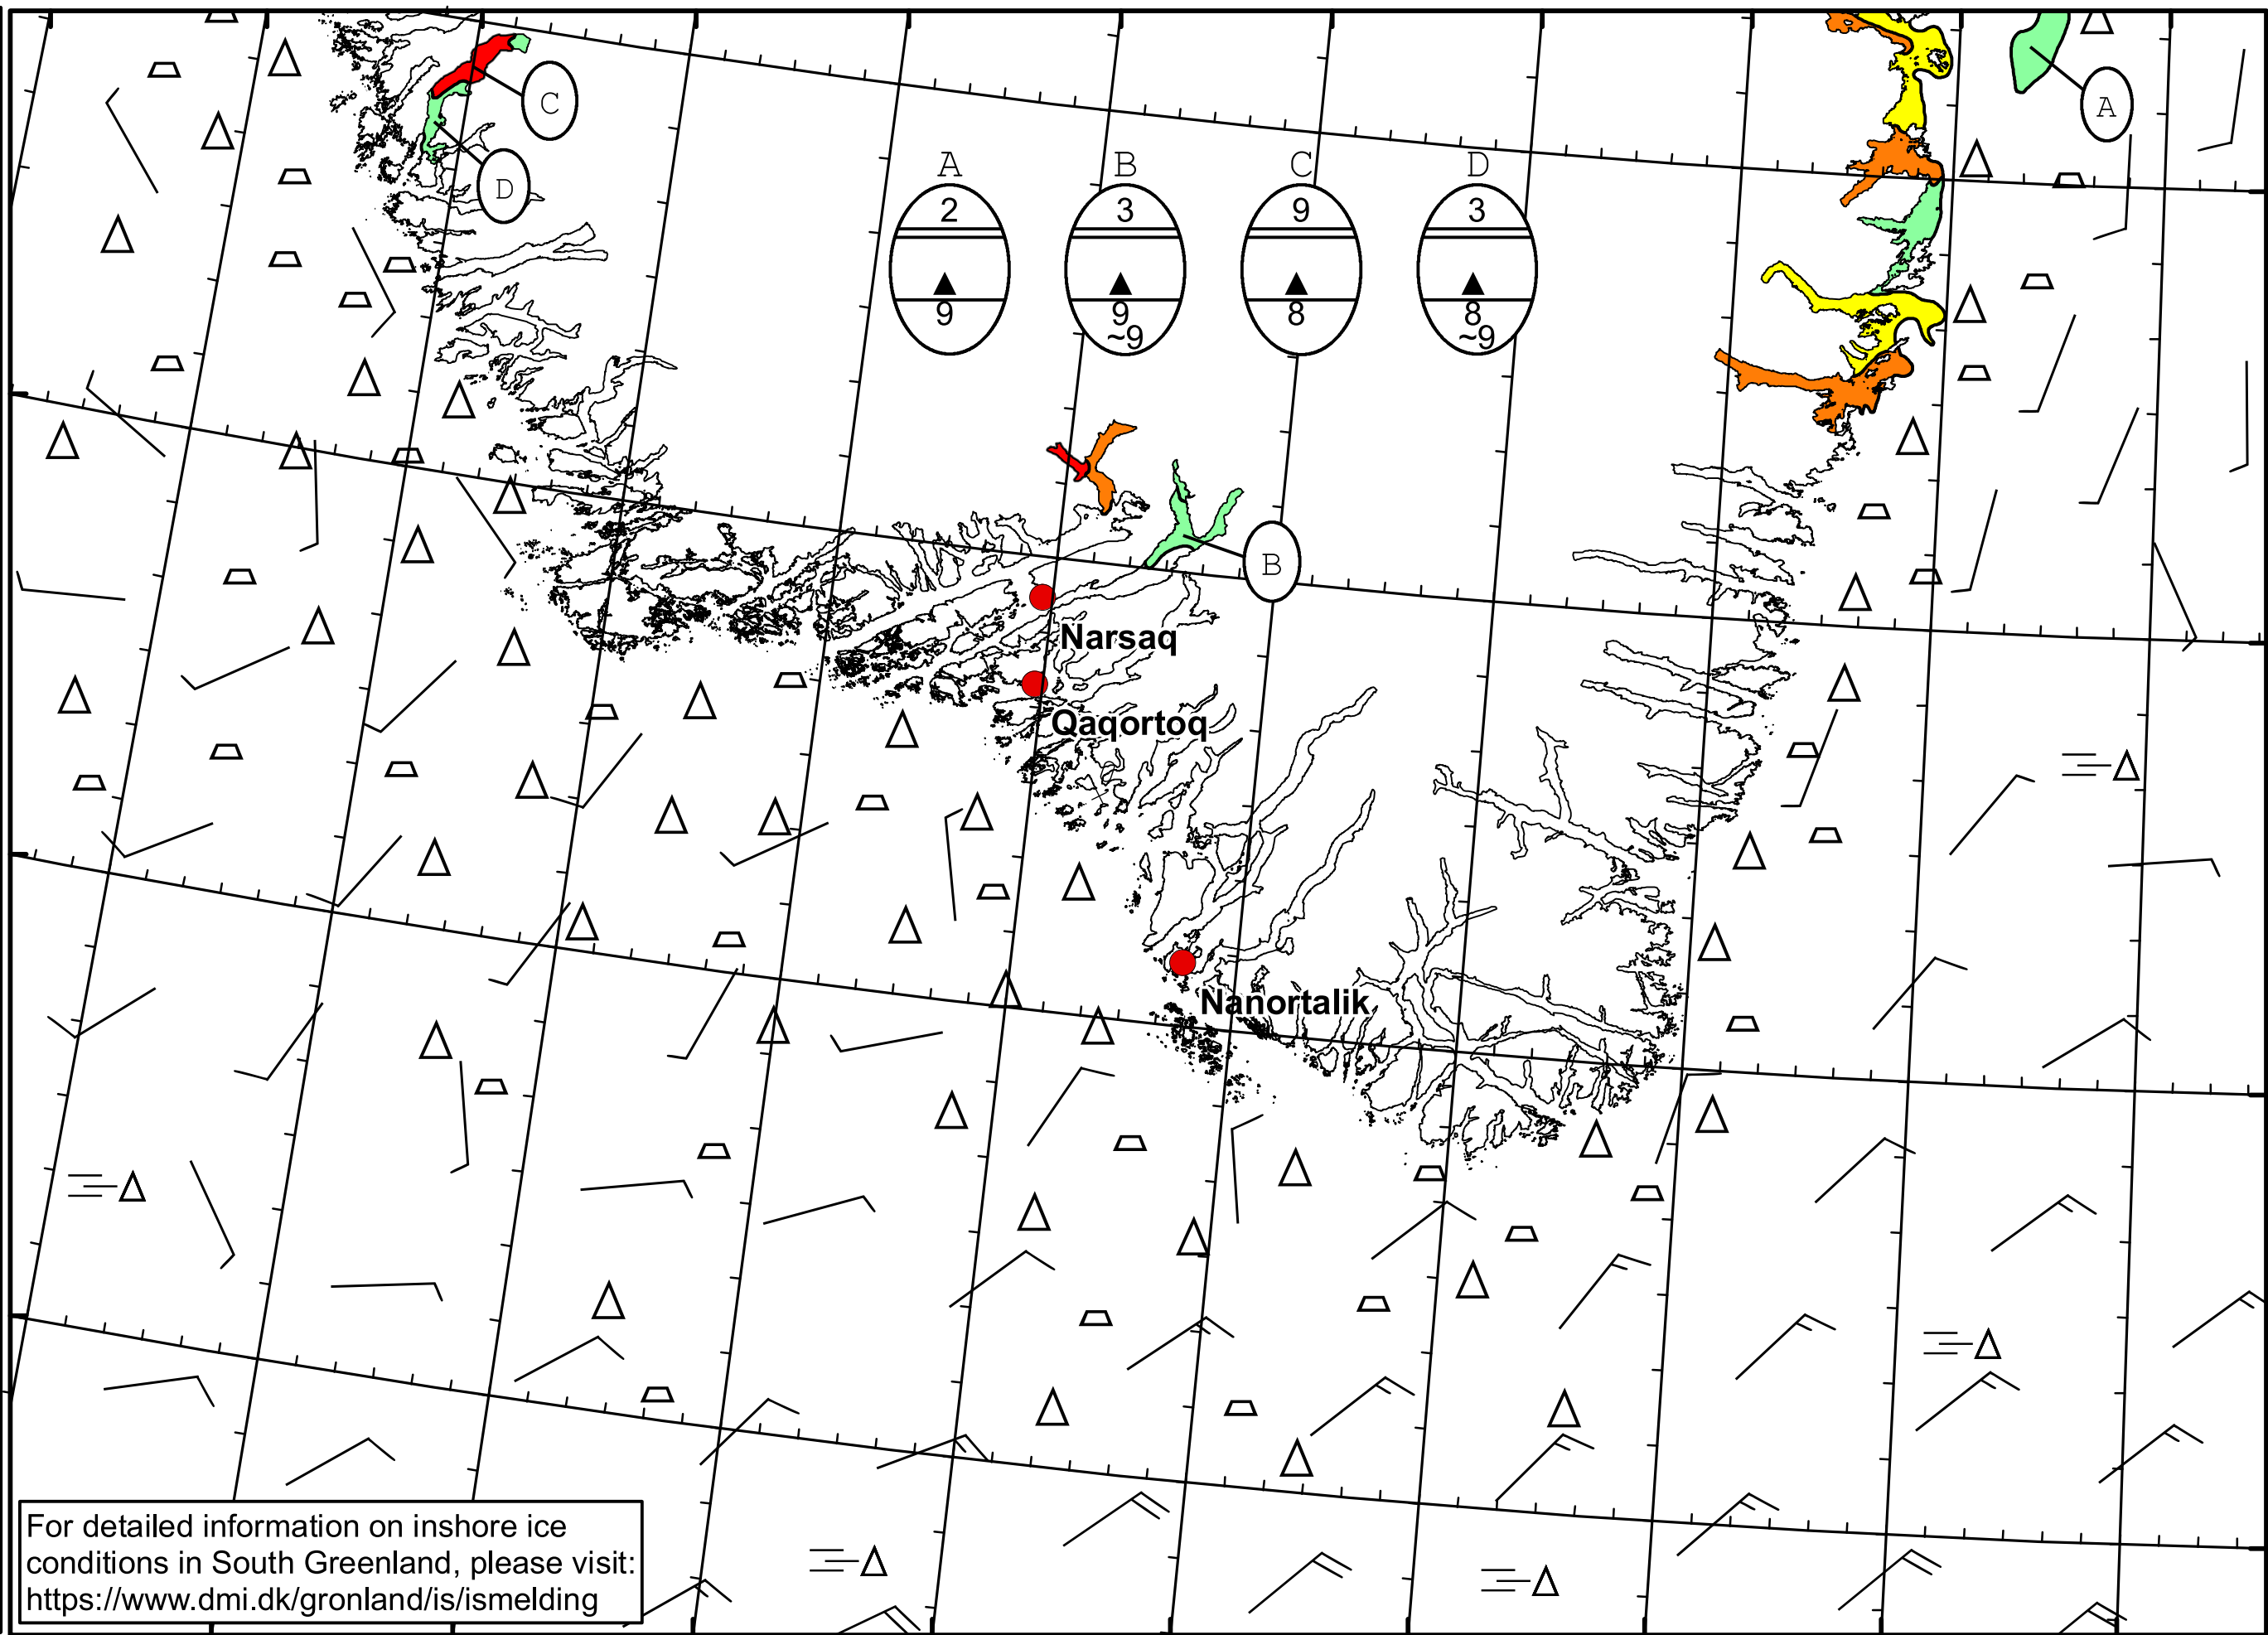 C
A
D
A B C D
2 3 9 3
▲ ▲ ▲ ▲
9 9 8 8
~9 ~9
B
Narsaq
Qaqortoq
Nanortalik
For detailed information on inshore ice
conditions in South Greenland, please visit:
https://www.dmi.dk/gronland/is/ismelding